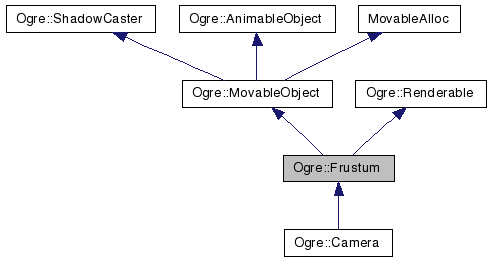 Ogre::ShadowCaster
Ogre::AnimableObject
MovableAlloc
Ogre::MovableObject
Ogre::Renderable
Ogre::Frustum
Ogre::Camera